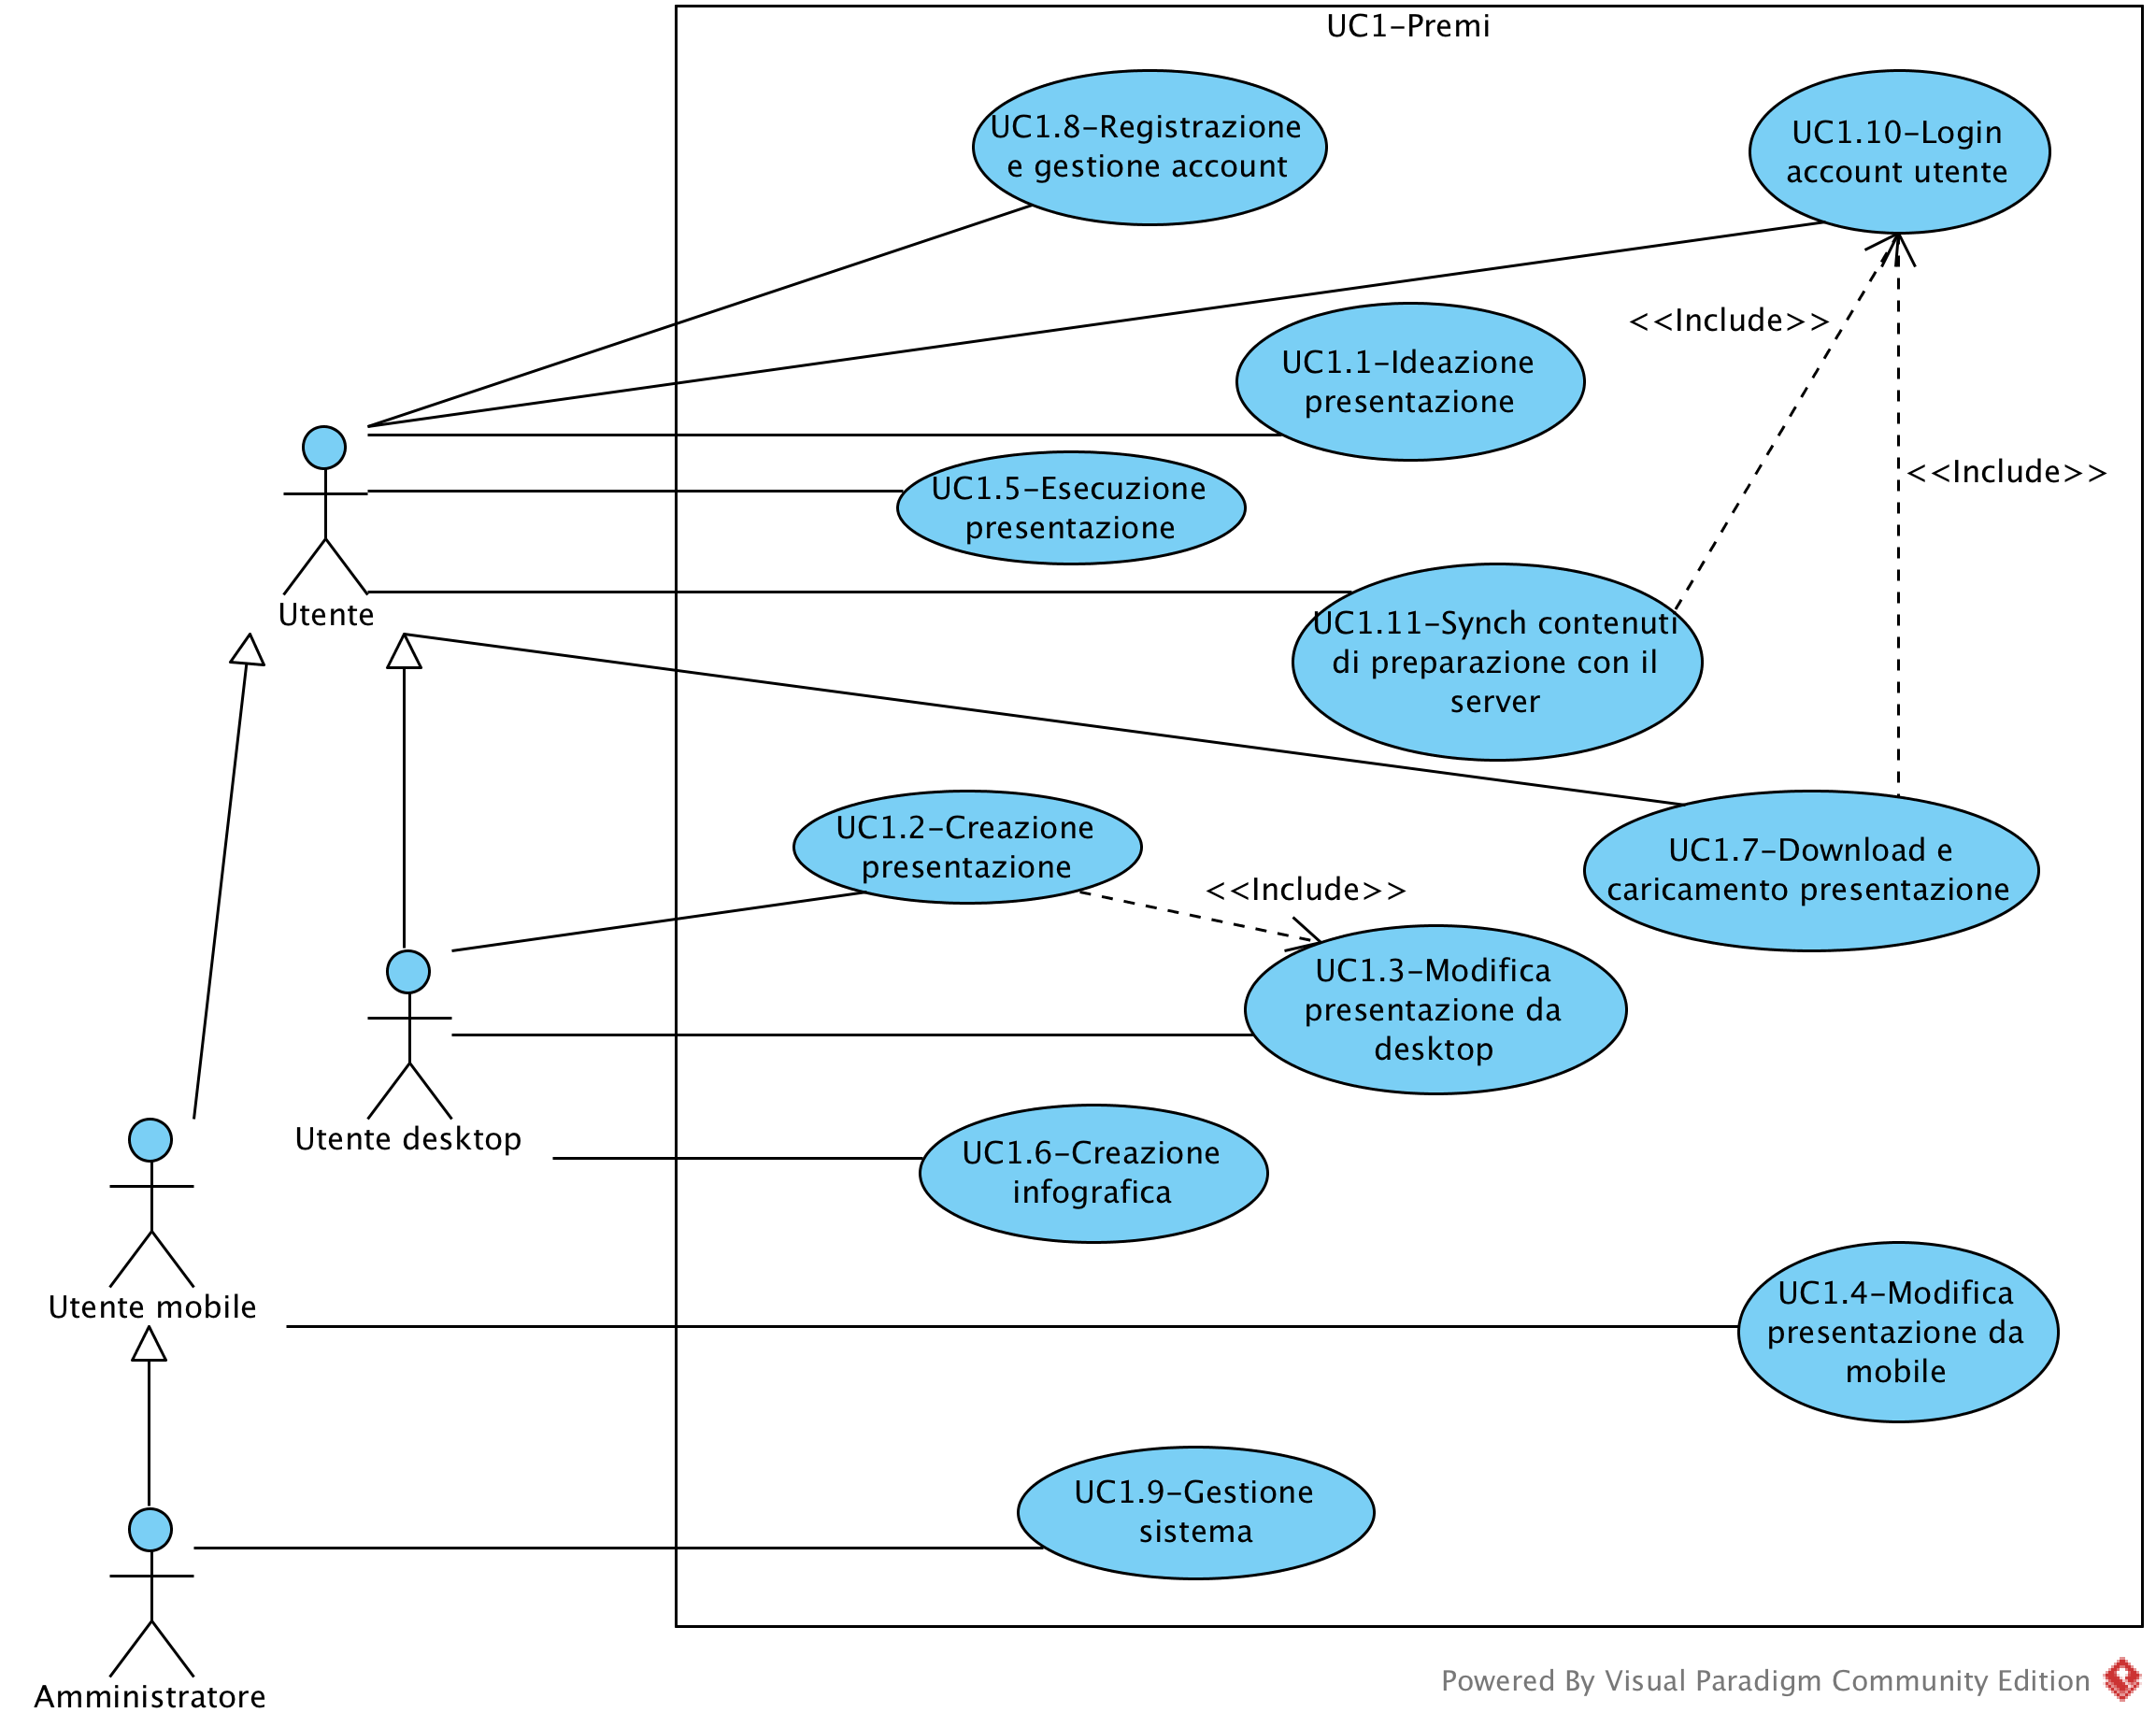 UC1-Premi
UC1.8-Registrazione
e gestione account
UC1.10-Login
account utente
<<Include>>
UC1.1-Ideazione
presentazione
<<Include>>
UC1.5-Esecuzione
presentazione
Utente
UC1.11-Synch contenuti
di preparazione con il
server
UC1.2-Creazione
presentazione
UC1.7-Download e
caricamento presentazione
<<Include>>
UC1.3-Modifica
presentazione da
desktop
Utente desktop
UC1.6-Creazione
infografica
Utente mobile
UC1.4-Modifica
presentazione da
mobile
UC1.9-Gestione
sistema
Amministratore
Powered By Visual Paradigm Community Edition